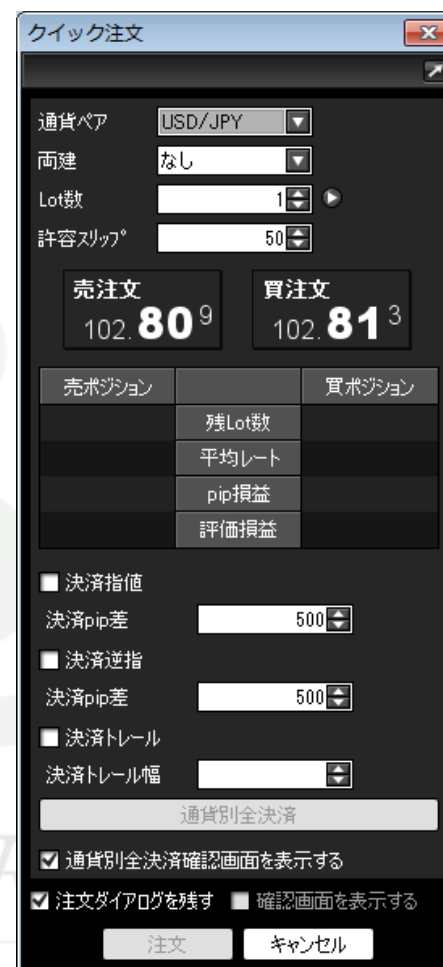 クイック注文
通貨ペア USD/JPY
両建 なし
Lot数 1
許容スリップ 50
売注文 買注文
102.809 102.813
売ポジション 買ポジション
残Lot数
平均レート
pip損益
評価損益
決済指値
決済pip差 500
決済逆指
決済pip差 500
決済トレール
決済トレール幅
通貨別全決済
通貨別全決済確認画面を表示する
注文ダイアログを残す 確認画面を表示する
注文 キャンセル